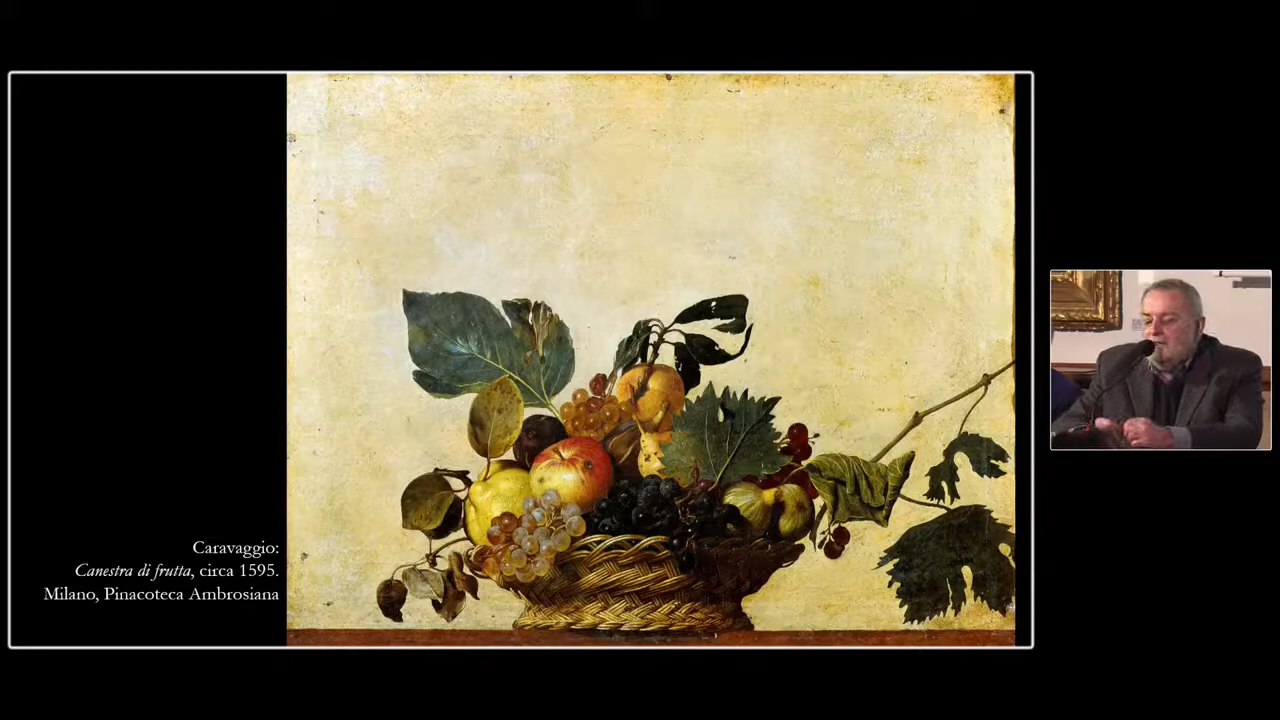 Caravaggio:
Canestra di frutta, circa 1595.
Milano, Pinacoteca Ambrosiana